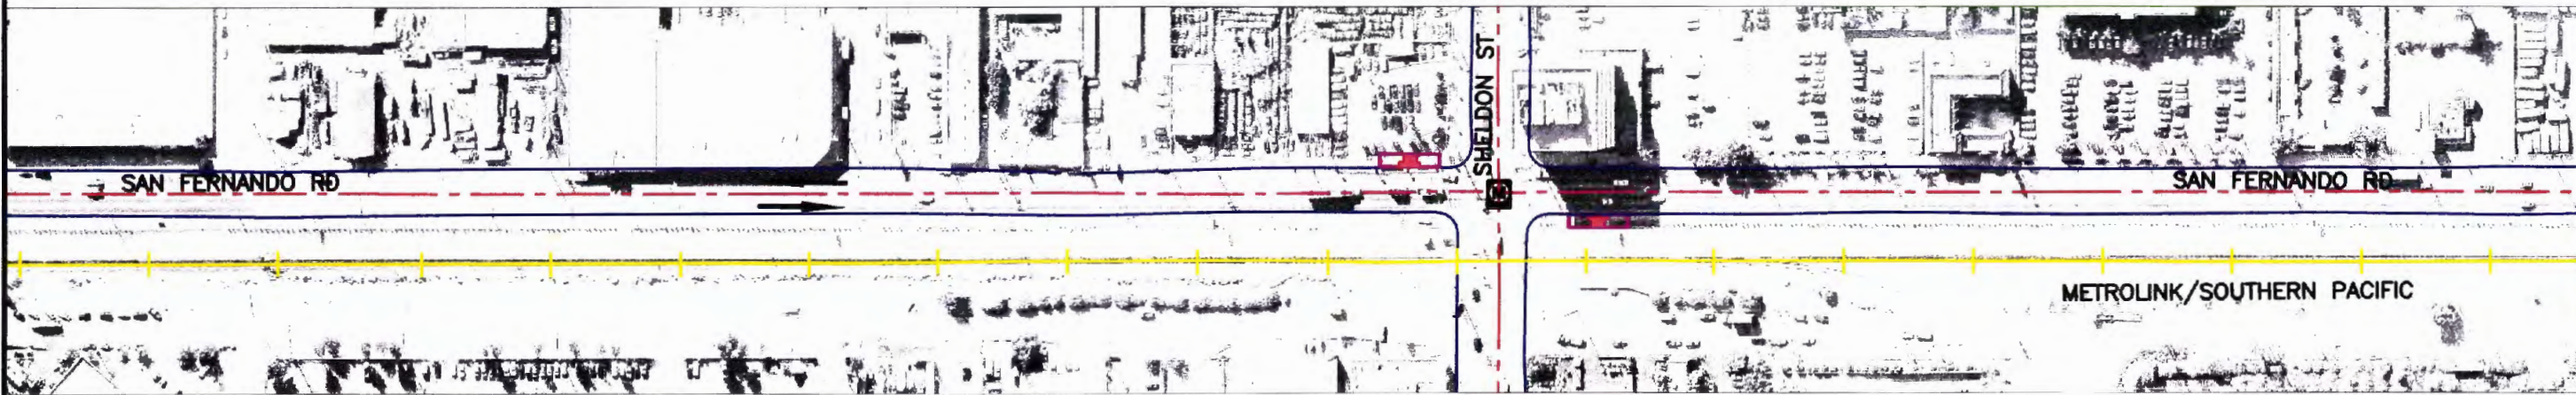 SHELDON ST
SAN FERNANDO RD
SAN FERNANDO RD
METROLINK/SOUTHERN PACIFIC